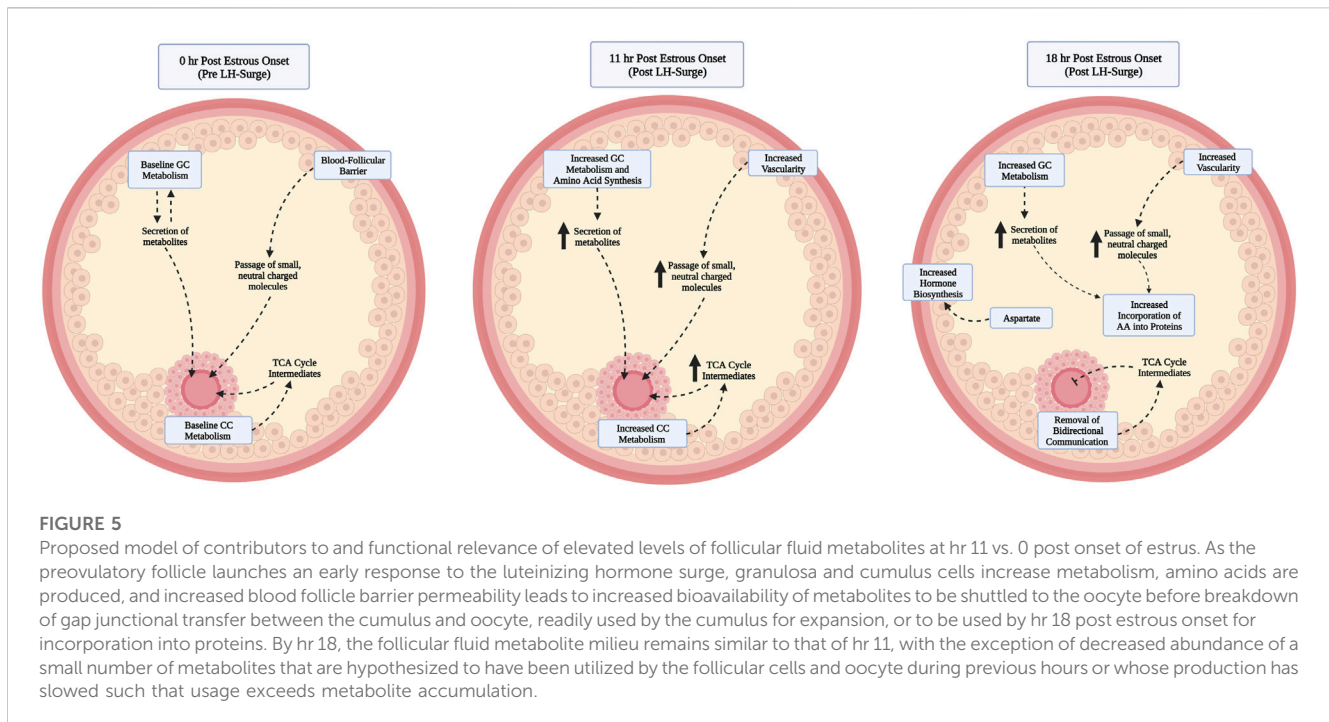 0 hr Post Estrous Onset
(Pre LH-Surge)
Baseline GC
Metabolism
Blood-Follicular
Barrier
Secretion of
metabolites
Passage of small,
neutral charged
molecules
TCA Cycle
Intermediates
Baseline CC
Metabolism
11 hr Post Estrous Onset
(Post LH-Surge)
Increased GC
Metabolism and
Amino Acid Synthesis
Increased
Vascularity
Secretion of
metabolites
Passage of small,
neutral charged
molecules
TCA Cycle
Intermediates
Increased CC
Metabolism
18 hr Post Estrous Onset
(Post LH-Surge)
Increased GC
Metabolism
Increased
Vascularity
Secretion of
metabolites
Passage of small,
neutral charged
molecules
Increased
Hormone
Biosynthesis
Aspartate
Increased
Incorporation of
AA into Proteins
TCA Cycle
Intermediates
Removal of
Bidirectional
Communication
FIGURE 5
Proposed model of contributors to and functional relevance of elevated levels of follicular fluid metabolites at hr 11 vs. 0 post onset of estrus. As the
preovulatory follicle launches an early response to the luteinizing hormone surge, granulosa and cumulus cells increase metabolism, amino acids are
produced, and increased blood follicle barrier permeability leads to increased bioavailability of metabolites to be shuttled to the oocyte before breakdown
of gap junctional transfer between the cumulus and oocyte, readily used by the cumulus for expansion, or to be used by hr 18 post estrous onset for
incorporation into proteins. By hr 18, the follicular fluid metabolite milieu remains similar to that of hr 11, with the exception of decreased abundance of a
small number of metabolites that are hypothesized to have been utilized by the follicular cells and oocyte during previous hours or whose production has
slowed such that usage exceeds metabolite accumulation.